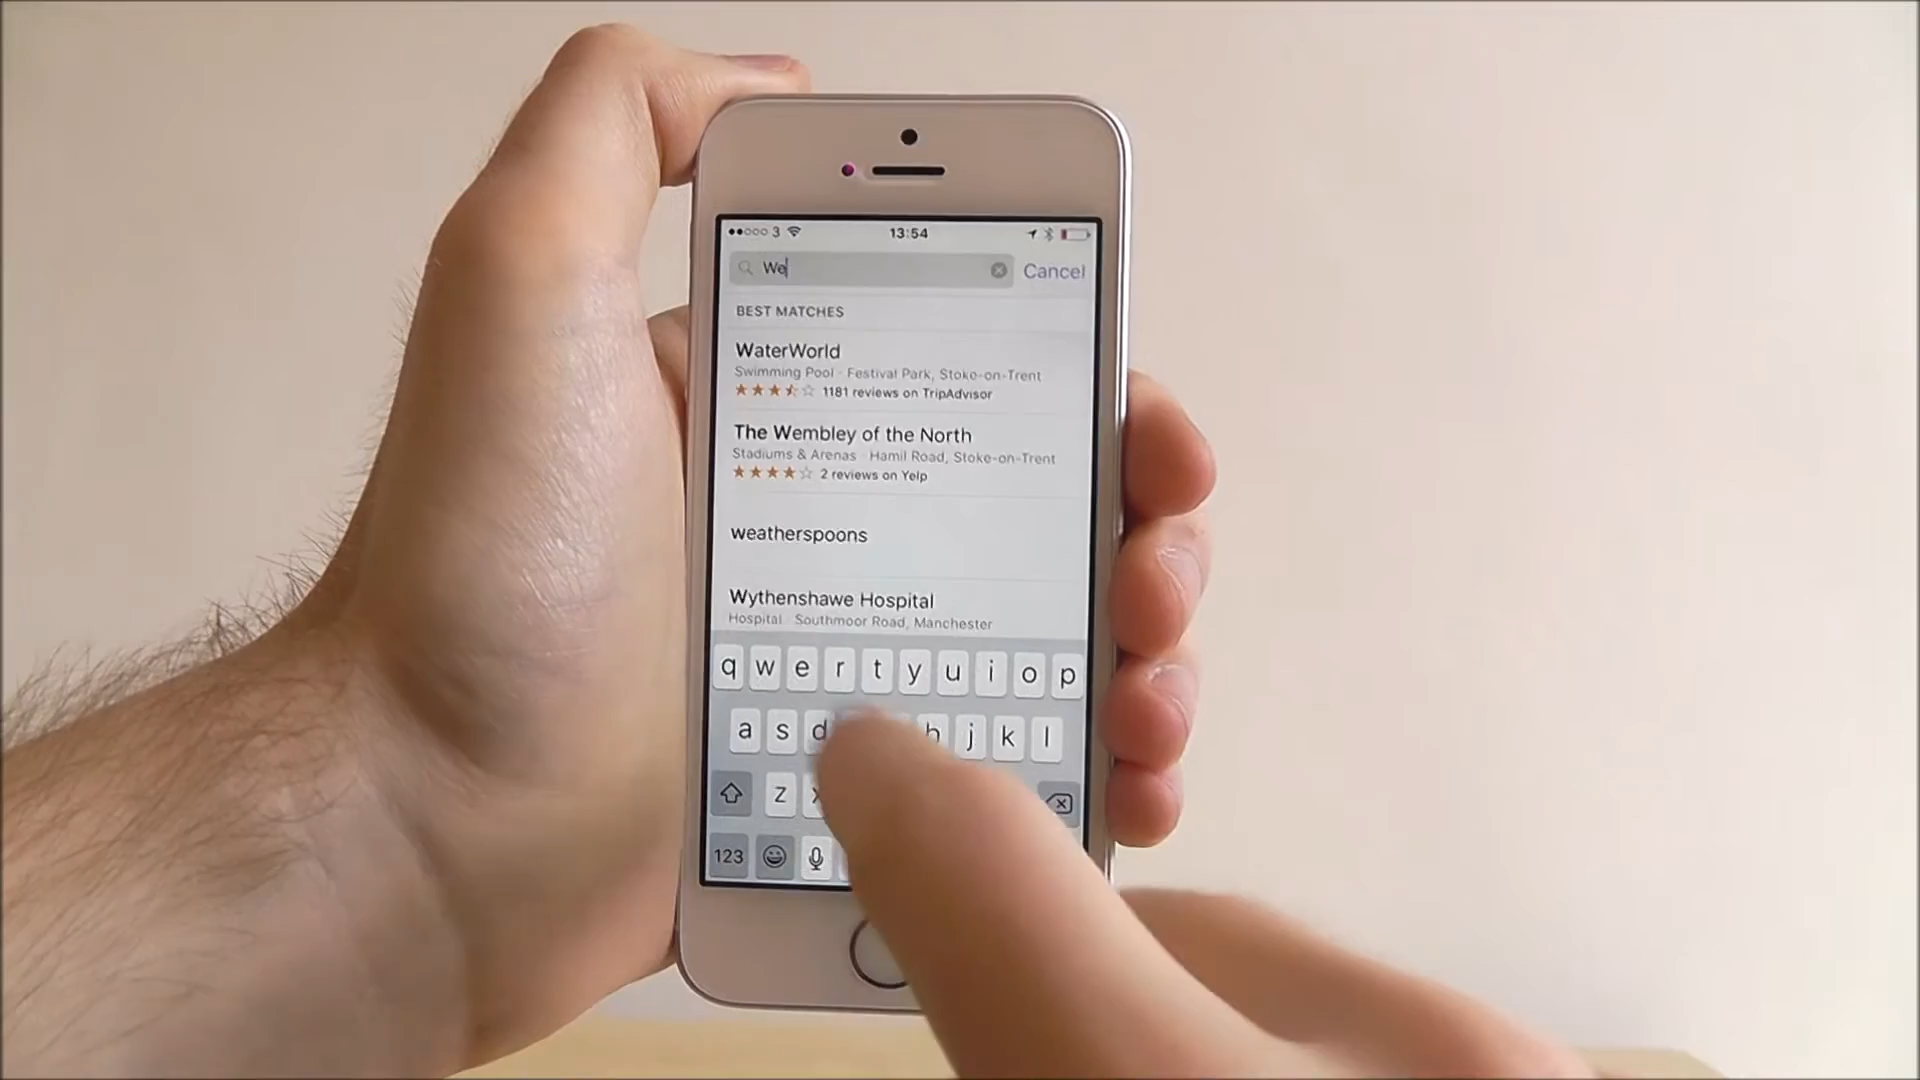 3 13:54
We Cancel
BEST MATCHES
WaterWorld
Swimming Pool · Festival Park, Stoke-on-Trent
1181 reviews on TripAdvisor
The Wembley of the North
Stadiums & Arenas · Hamil Road, Stoke-on-Trent
2 reviews on Yelp
weatherspoons
Wythenshawe Hospital
Hospital · Southmoor Road, Manchester
q w e r t y u i o p
a s d h j k l
z x
123